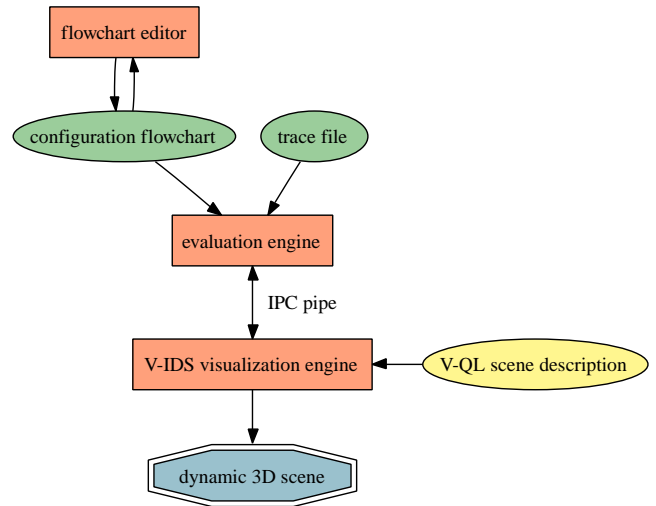 flowchart editor
configuration flowchart
trace file
evaluation engine
IPC pipe
V-IDS visualization engine
V-QL scene description
dynamic 3D scene